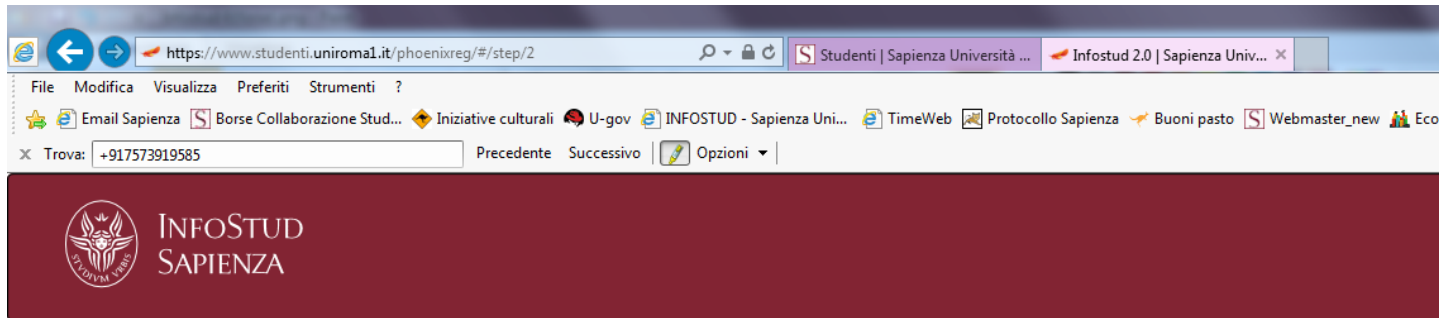 https://www.studenti.uniroma1.it/phoenixreg/#/step/2
Studenti | Sapienza Università ...
Infostud 2.0 | Sapienza Univ...
File Modifica Visualizza Preferiti Strumenti ?
Email Sapienza Borse Collaborazione Stud... Iniziative culturali U-gov INFOSTUD - Sapienza Uni... TimeWeb Protocollo Sapienza Buoni pasto Webmaster_new Eco
x Trova: +917573919585 Precedente Successivo Opzioni
INFOSTUD
SAPIENZA
STVDIVM VRBIS